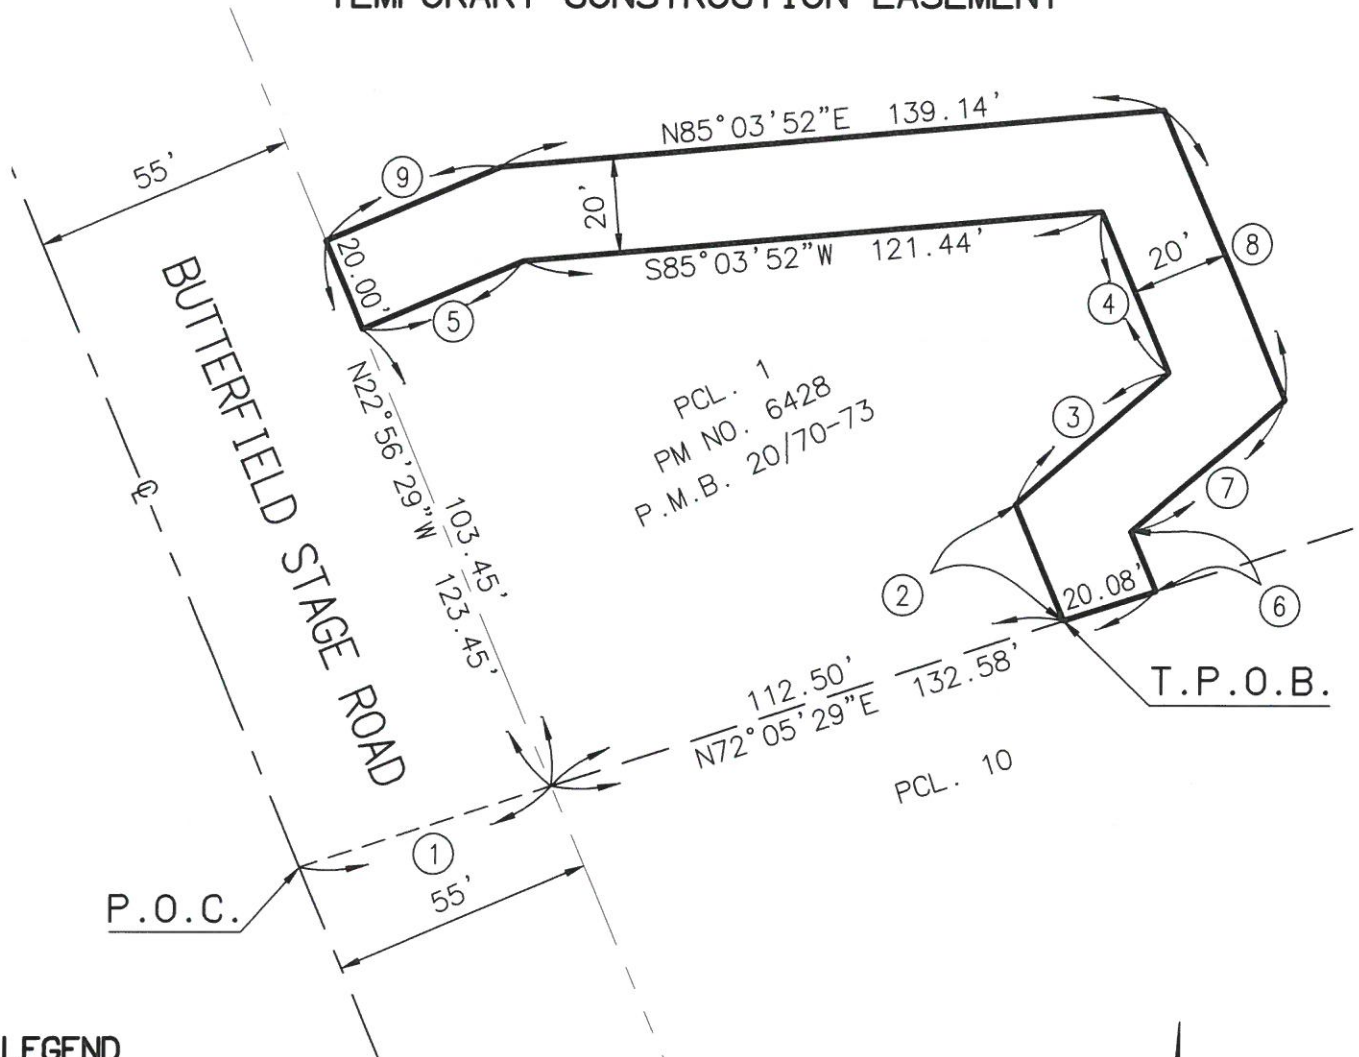 TEMPORARY CONSTRUCTION EASEMENT
N85°03'52"E 139.14'
55'
9
20'
20.00'
S85°03'52"W 121.44'
20'
8
4
5
BUTTERFIELD STAGE ROAD
N22°56'29"W
103.45'
123.45'
PCL. 1
PM NO. 6428
P.M.B. 20/70-73
3
7
2
20.08'
6
T.P.O.B.
112.50'
N72°05'29"E 132.58'
PCL. 10
1
55'
P.O.C.
LEGEND